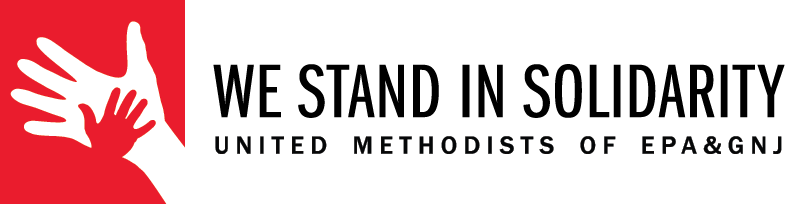 WE STAND IN SOLIDARITY
UNITED METHODISTS OF EPA&GNJ